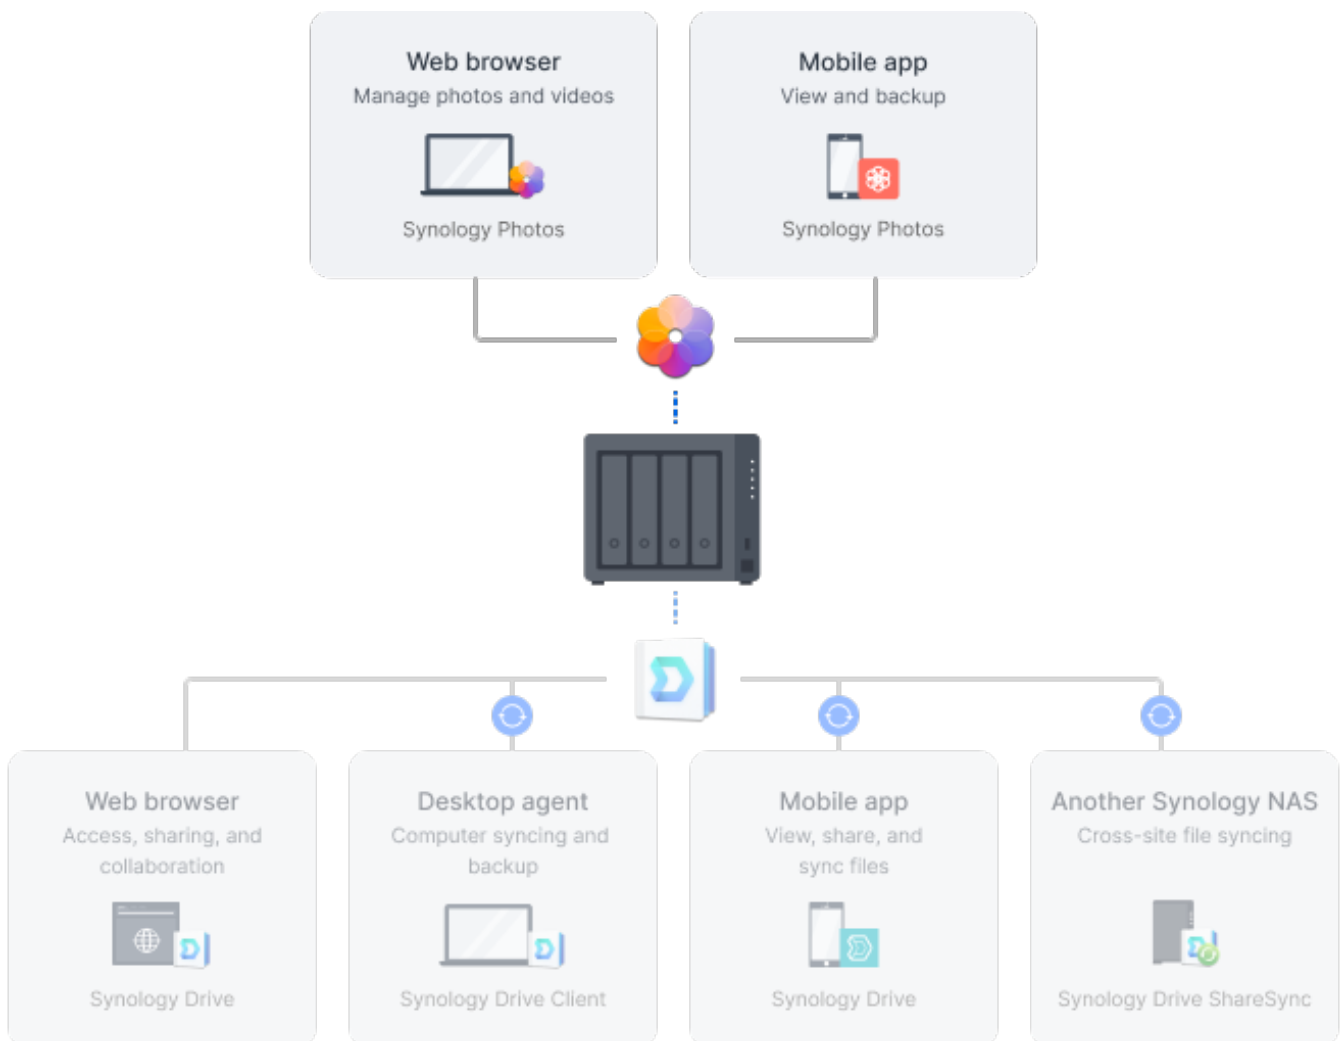 Web browser
Manage photos and videos
Synology Photos
Mobile app
View and backup
Synology Photos
Web browser
Access, sharing, and
collaboration
Synology Drive
Desktop agent
Computer syncing and
backup
Synology Drive Client
Mobile app
View, share, and
sync files
Synology Drive
Another Synology NAS
Cross-site file syncing
Synology Drive ShareSync